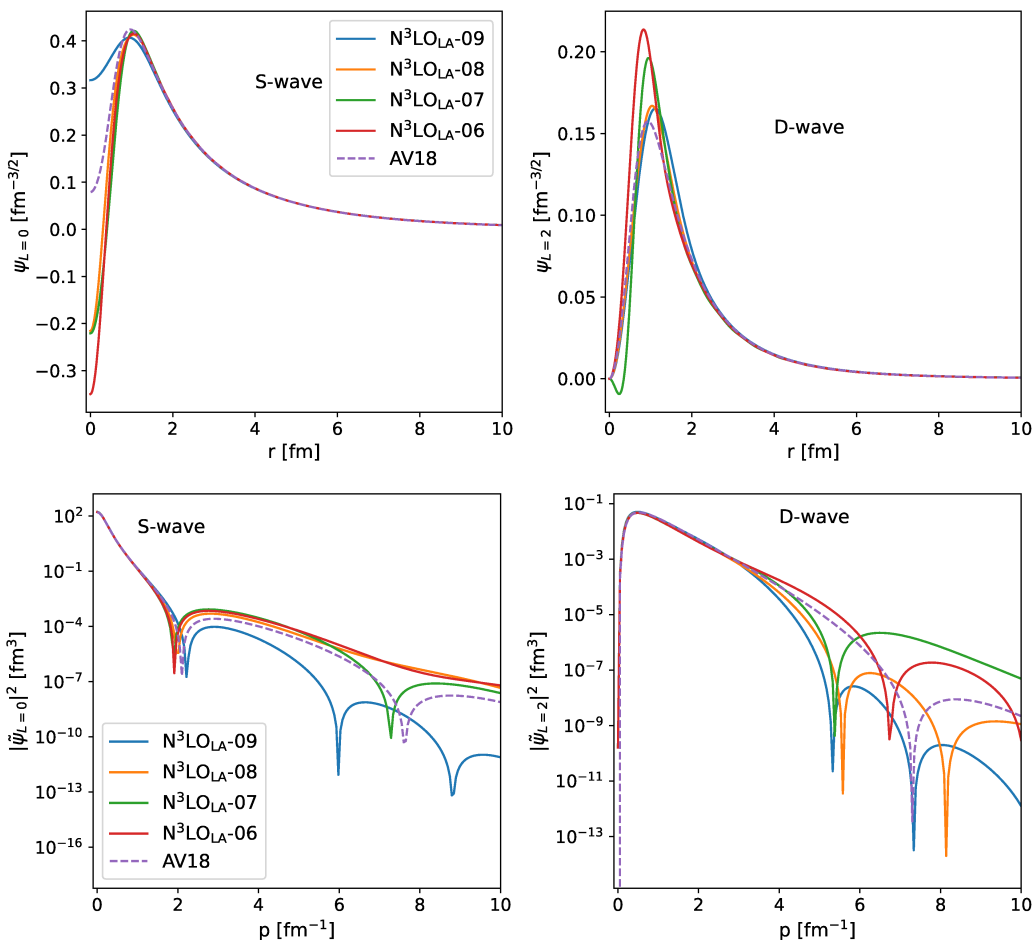 0.4
0.3
0.2
0.1
0.0
−0.1
−0.2
−0.3
ψL=0 [fm−3/2]
S-wave
N³LOLA-09
N³LOLA-08
N³LOLA-07
N³LOLA-06
AV18
0 2 4 6 8 10
r [fm]
0.20
0.15
0.10
0.05
0.00
ψL=2 [fm−3/2]
D-wave
0 2 4 6 8 10
r [fm]
10²
10−1
10−4
10−7
10−10
10−13
10−16
|ψ̃L=0|² [fm³]
S-wave
N³LOLA-09
N³LOLA-08
N³LOLA-07
N³LOLA-06
AV18
0 2 4 6 8 10
p [fm−1]
10−1
10−3
10−5
10−7
10−9
10−11
10−13
|ψ̃L=2|² [fm³]
D-wave
0 2 4 6 8 10
p [fm−1]